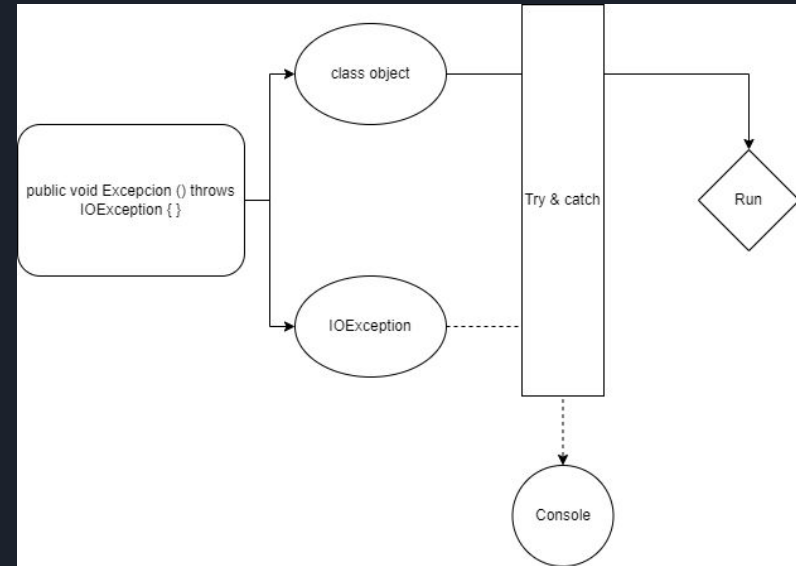 class object
public void Excepcion () throws
IOException { }
Try & catch
Run
IOException
Console